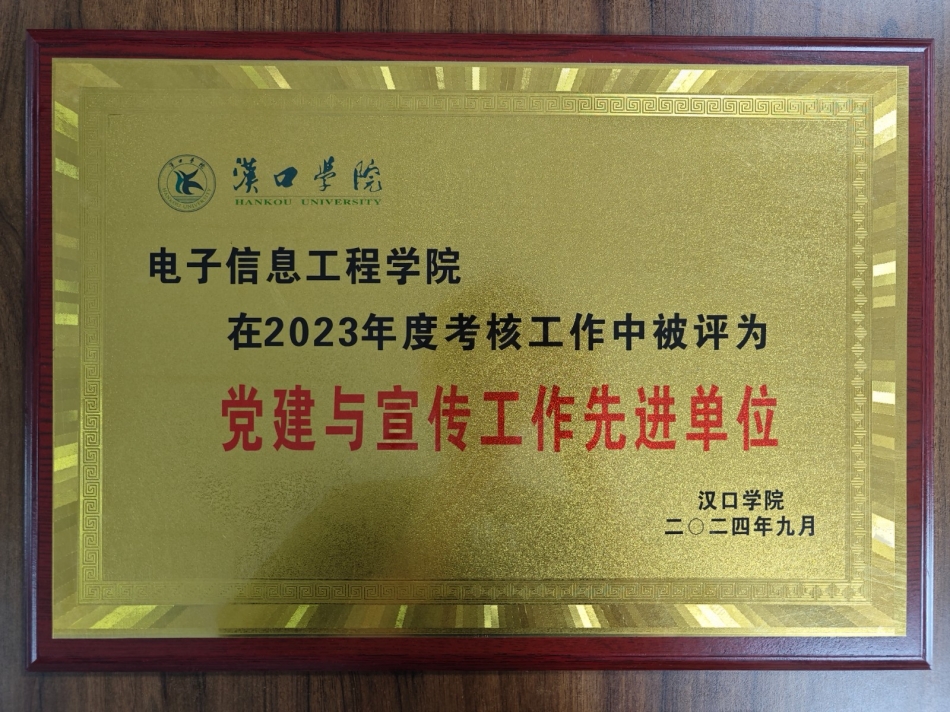 漢口學院
HANKOU UNIVERSITY
电子信息工程学院
在2023年度考核工作中被评为
党建与宣传工作先进单位
汉口学院
二〇二四年九月